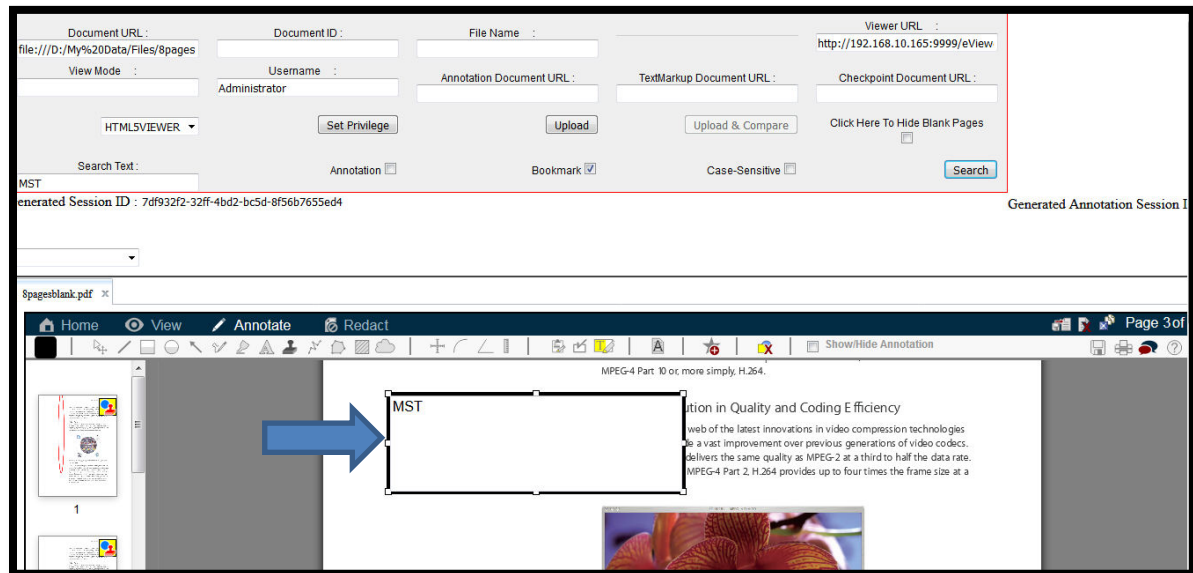 Document URL :
Document ID :
File Name :
Viewer URL :
file:///D:/My%20Data/Files/8pages
http://192.168.10.165:9999/eView
View Mode :
Username :
Annotation Document URL :
TextMarkup Document URL :
Checkpoint Document URL :
Administrator
HTML5VIEWER
Set Privilege
Upload
Upload & Compare
Click Here To Hide Blank Pages
Search Text :
Annotation
Bookmark
Case-Sensitive
Search
MST
enerated Session ID : 7df932f2-32ff-4bd2-bc5d-8f56b7655ed4
Generated Annotation Session I
8pagesblank.pdf
Home
View
Annotate
Redact
Page 3of
Show/Hide Annotation
MPEG-4 Part 10 or, more simply, H.264.
MST
ution in Quality and Coding Efficiency
web of the latest innovations in video compression technologies
e a vast improvement over previous generations of video codecs.
delivers the same quality as MPEG-2 at a third to half the data rate.
MPEG-4 Part 2, H.264 provides up to four times the frame size at a
1